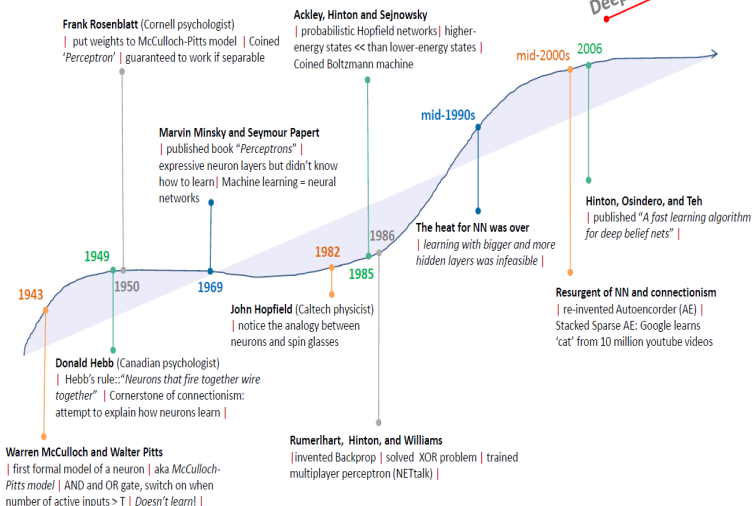 Deep
Frank Rosenblatt (Cornell psychologist)
| put weights to McCulloch-Pitts model | Coined
‘Perceptron’ | guaranteed to work if separable
Ackley, Hinton and Sejnowsky
| probabilistic Hopfield networks| higher-
energy states << than lower-energy states |
Coined Boltzmann machine
mid-2000s
2006
Marvin Minsky and Seymour Papert
| published book “Perceptrons” |
expressive neuron layers but didn’t know
how to learn| Machine learning = neural
networks
mid-1990s
Hinton, Osindero, and Teh
| published “A fast learning algorithm
for deep belief nets” |
The heat for NN was over
| learning with bigger and more
hidden layers was infeasible |
1949
1950
1969
1982
1985
1986
1943
Resurgent of NN and connectionism
| re-invented Autoencorder (AE) |
Stacked Sparse AE: Google learns
‘cat’ from 10 million youtube videos
John Hopfield (Caltech physicist)
| notice the analogy between
neurons and spin glasses
Donald Hebb (Canadian psychologist)
| Hebb’s rule::“Neurons that fire together wire
together” | Cornerstone of connectionism:
attempt to explain how neurons learn |
Rumerlhart, Hinton, and Williams
|invented Backprop | solved XOR problem | trained
multiplayer perceptron (NETtalk) |
Warren McCulloch and Walter Pitts
| first formal model of a neuron | aka McCulloch-
Pitts model | AND and OR gate, switch on when
number of active inputs > T | Doesn’t learn! |